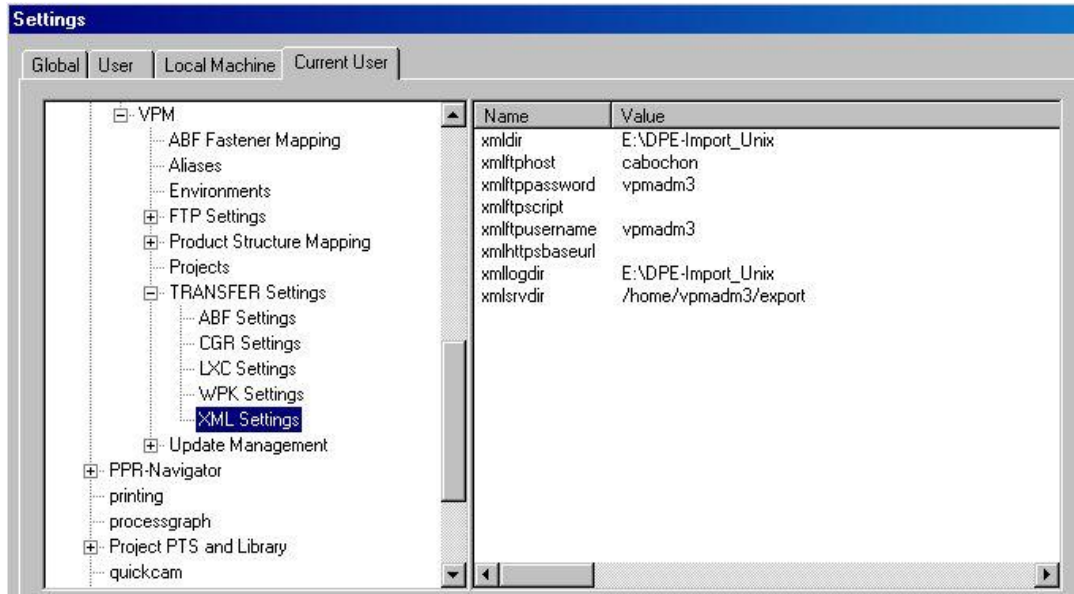 Settings
Global User Local Machine Current User
VPM
ABF Fastener Mapping
Aliases
Environments
FTP Settings
Product Structure Mapping
Projects
TRANSFER Settings
ABF Settings
CGR Settings
LXC Settings
WPK Settings
XML Settings
Update Management
PPR-Navigator
printing
processgraph
Project PTS and Library
quickcam
Name Value
xmldir E:\DPE-Import_Unix
xmlftphost cabochon
xmlftppassword vpmadm3
xmlftpscript
xmlftpusername vpmadm3
xmlhttpsbaseurl
xmllogdir E:\DPE-Import_Unix
xmlsrvdir /home/vpmadm3/export